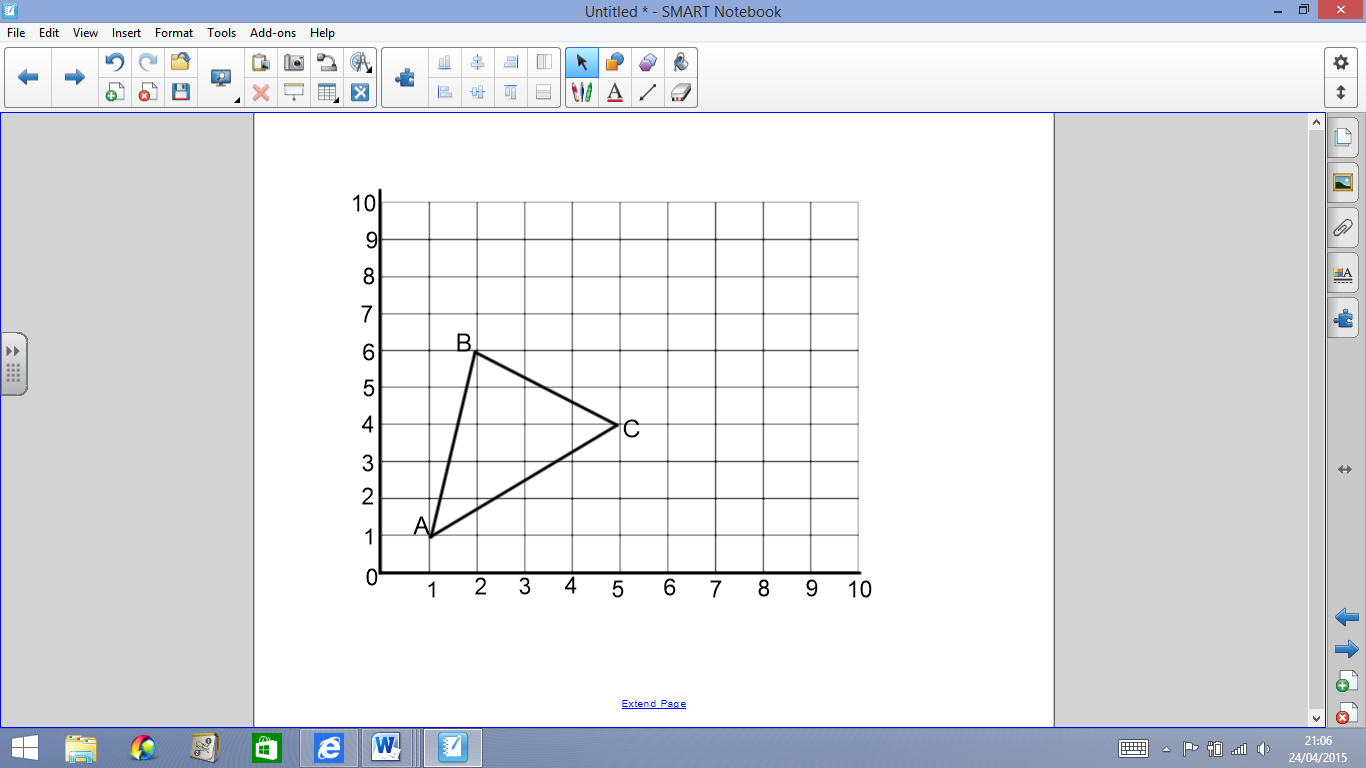 Untitled * - SMART Notebook
File Edit View Insert Format Tools Add-ons Help
10
9
8
7
B
6
5
4
C
3
2
A
1
0
1 2 3 4 5 6 7 8 9 10
Extend Page
21:06
24/04/2015